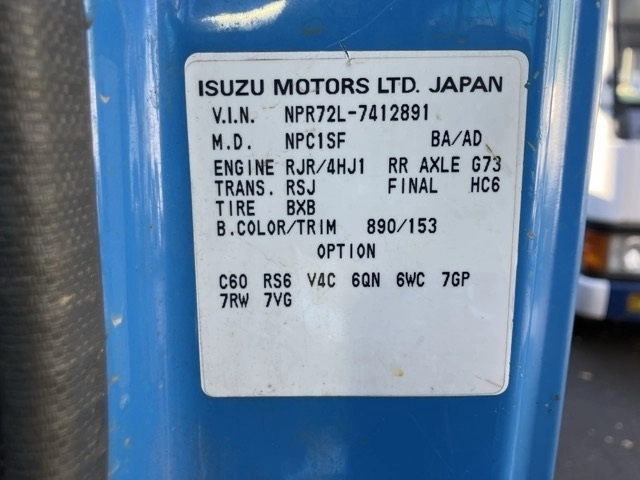 ISUZU MOTORS LTD. JAPAN
V.I.N. NPR72L-7412891
M.D. NPC1SF BA/AD
ENGINE RJR/4HJ1 RR AXLE G73
TRANS. RSJ FINAL HC6
TIRE BXB
B.COLOR/TRIM 890/153
OPTION
C60 RS6 V4C 6QN 6WC 7GP
7RW 7VG